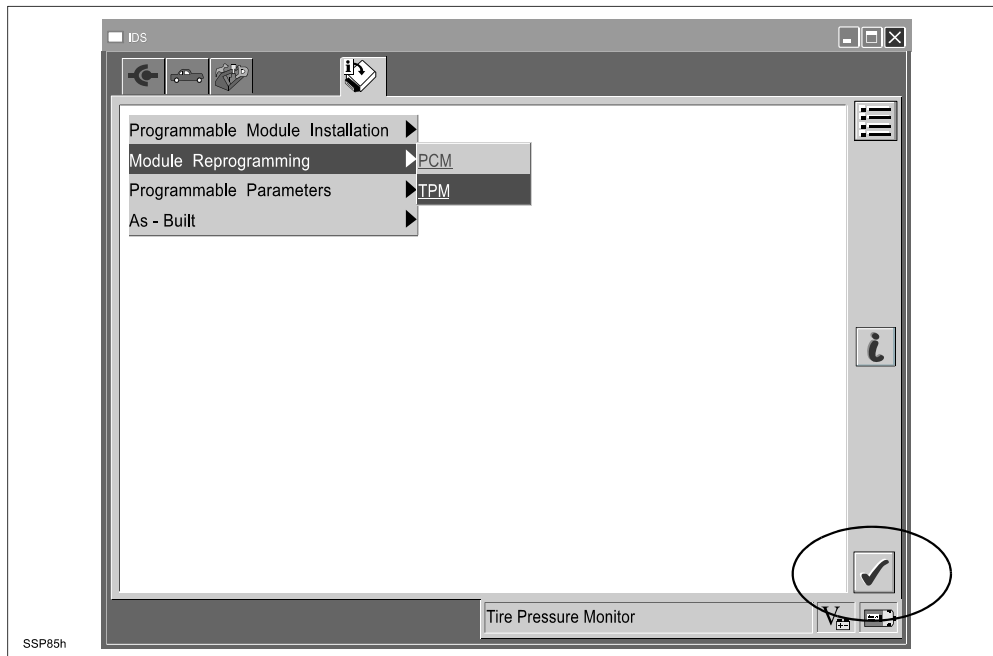 IDS
Programmable Module Installation
Module Reprogramming
PCM
Programmable Parameters
TPM
As - Built
Tire Pressure Monitor
V
SSP85h